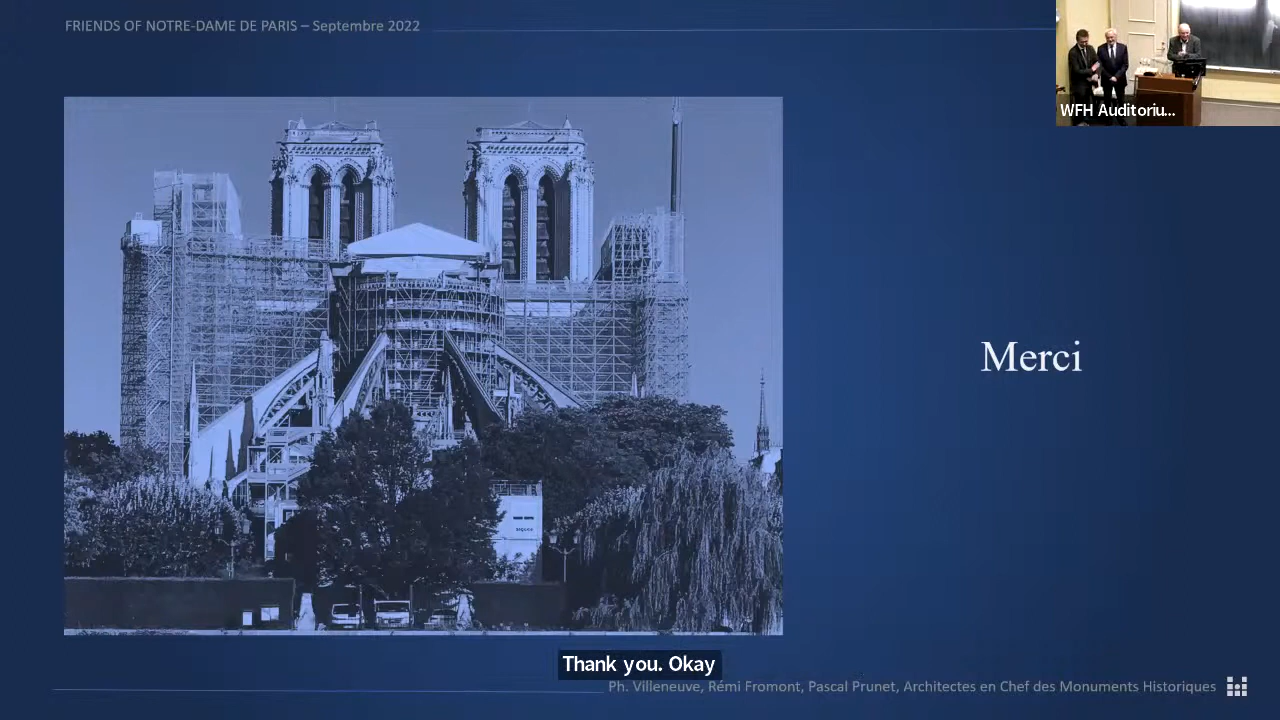 FRIENDS OF NOTRE-DAME DE PARIS – Septembre 2022
WFH Auditoriu...
Merci
Thank you. Okay
Ph. Villeneuve, Rémi Fromont, Pascal Prunet, Architectes en Chef des Monuments Historiques